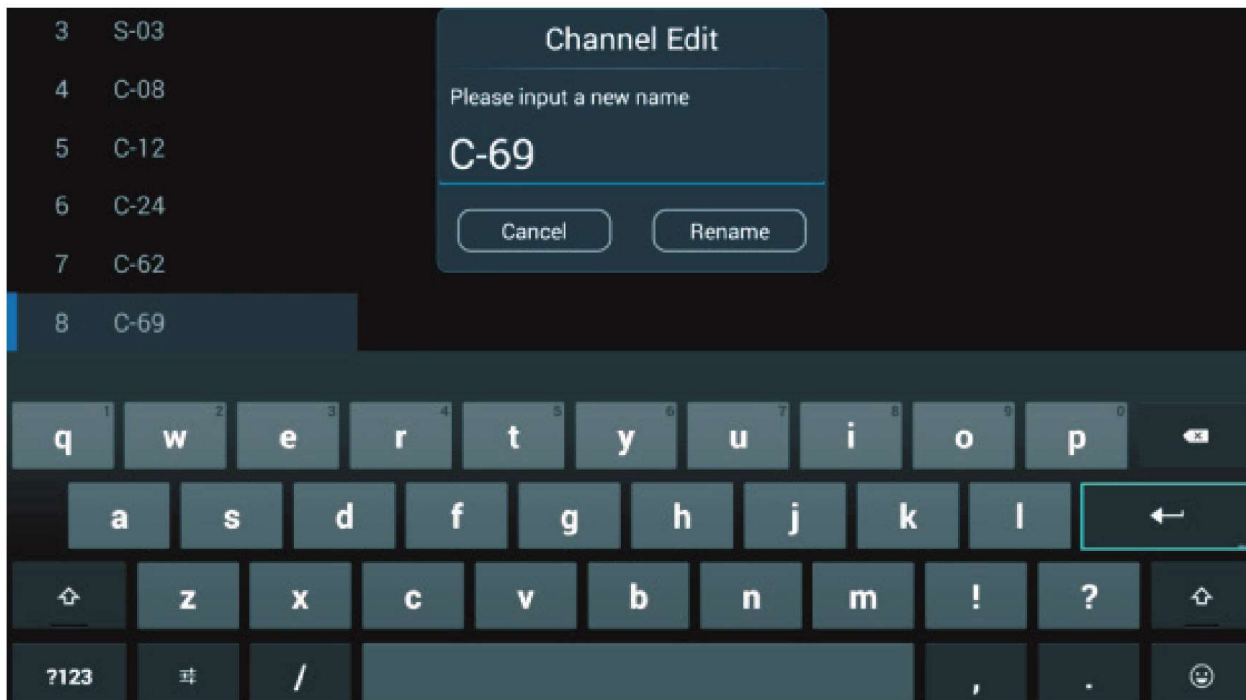 3 S-03
4 C-08
5 C-12
6 C-24
7 C-62
8 C-69
Channel Edit
Please input a new name
C-69
Cancel Rename
1 2 3 4 5 6 7 8 9 0
q w e r t y u i o p
a s d f g h j k l
z x c v b n m ! ?
?123 / , .